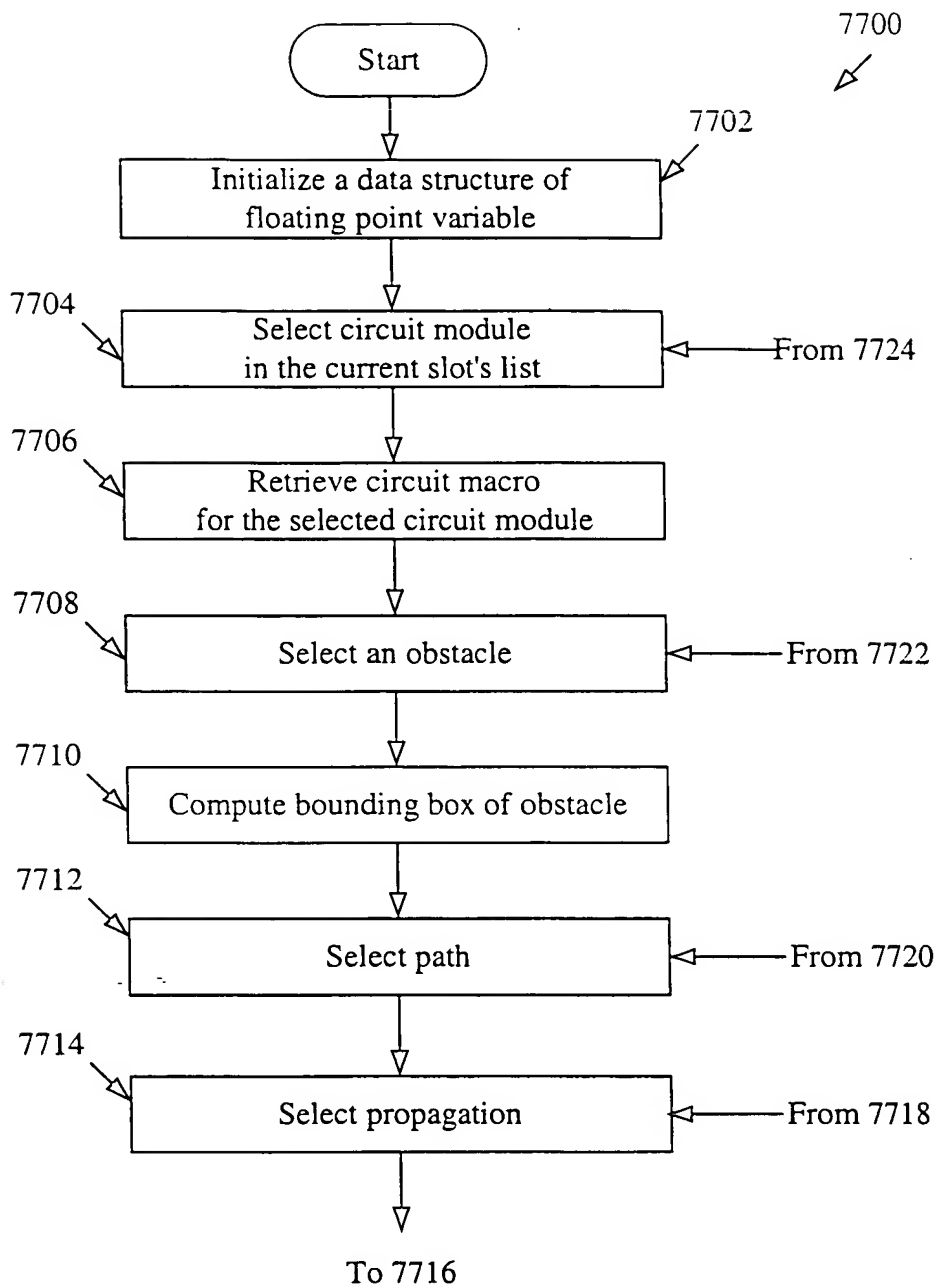 7700
Start
7702
Initialize a data structure of
floating point variable
7704
Select circuit module
in the current slot's list
From 7724
7706
Retrieve circuit macro
for the selected circuit module
7708
Select an obstacle
From 7722
7710
Compute bounding box of obstacle
7712
Select path
From 7720
7714
Select propagation
From 7718
To 7716